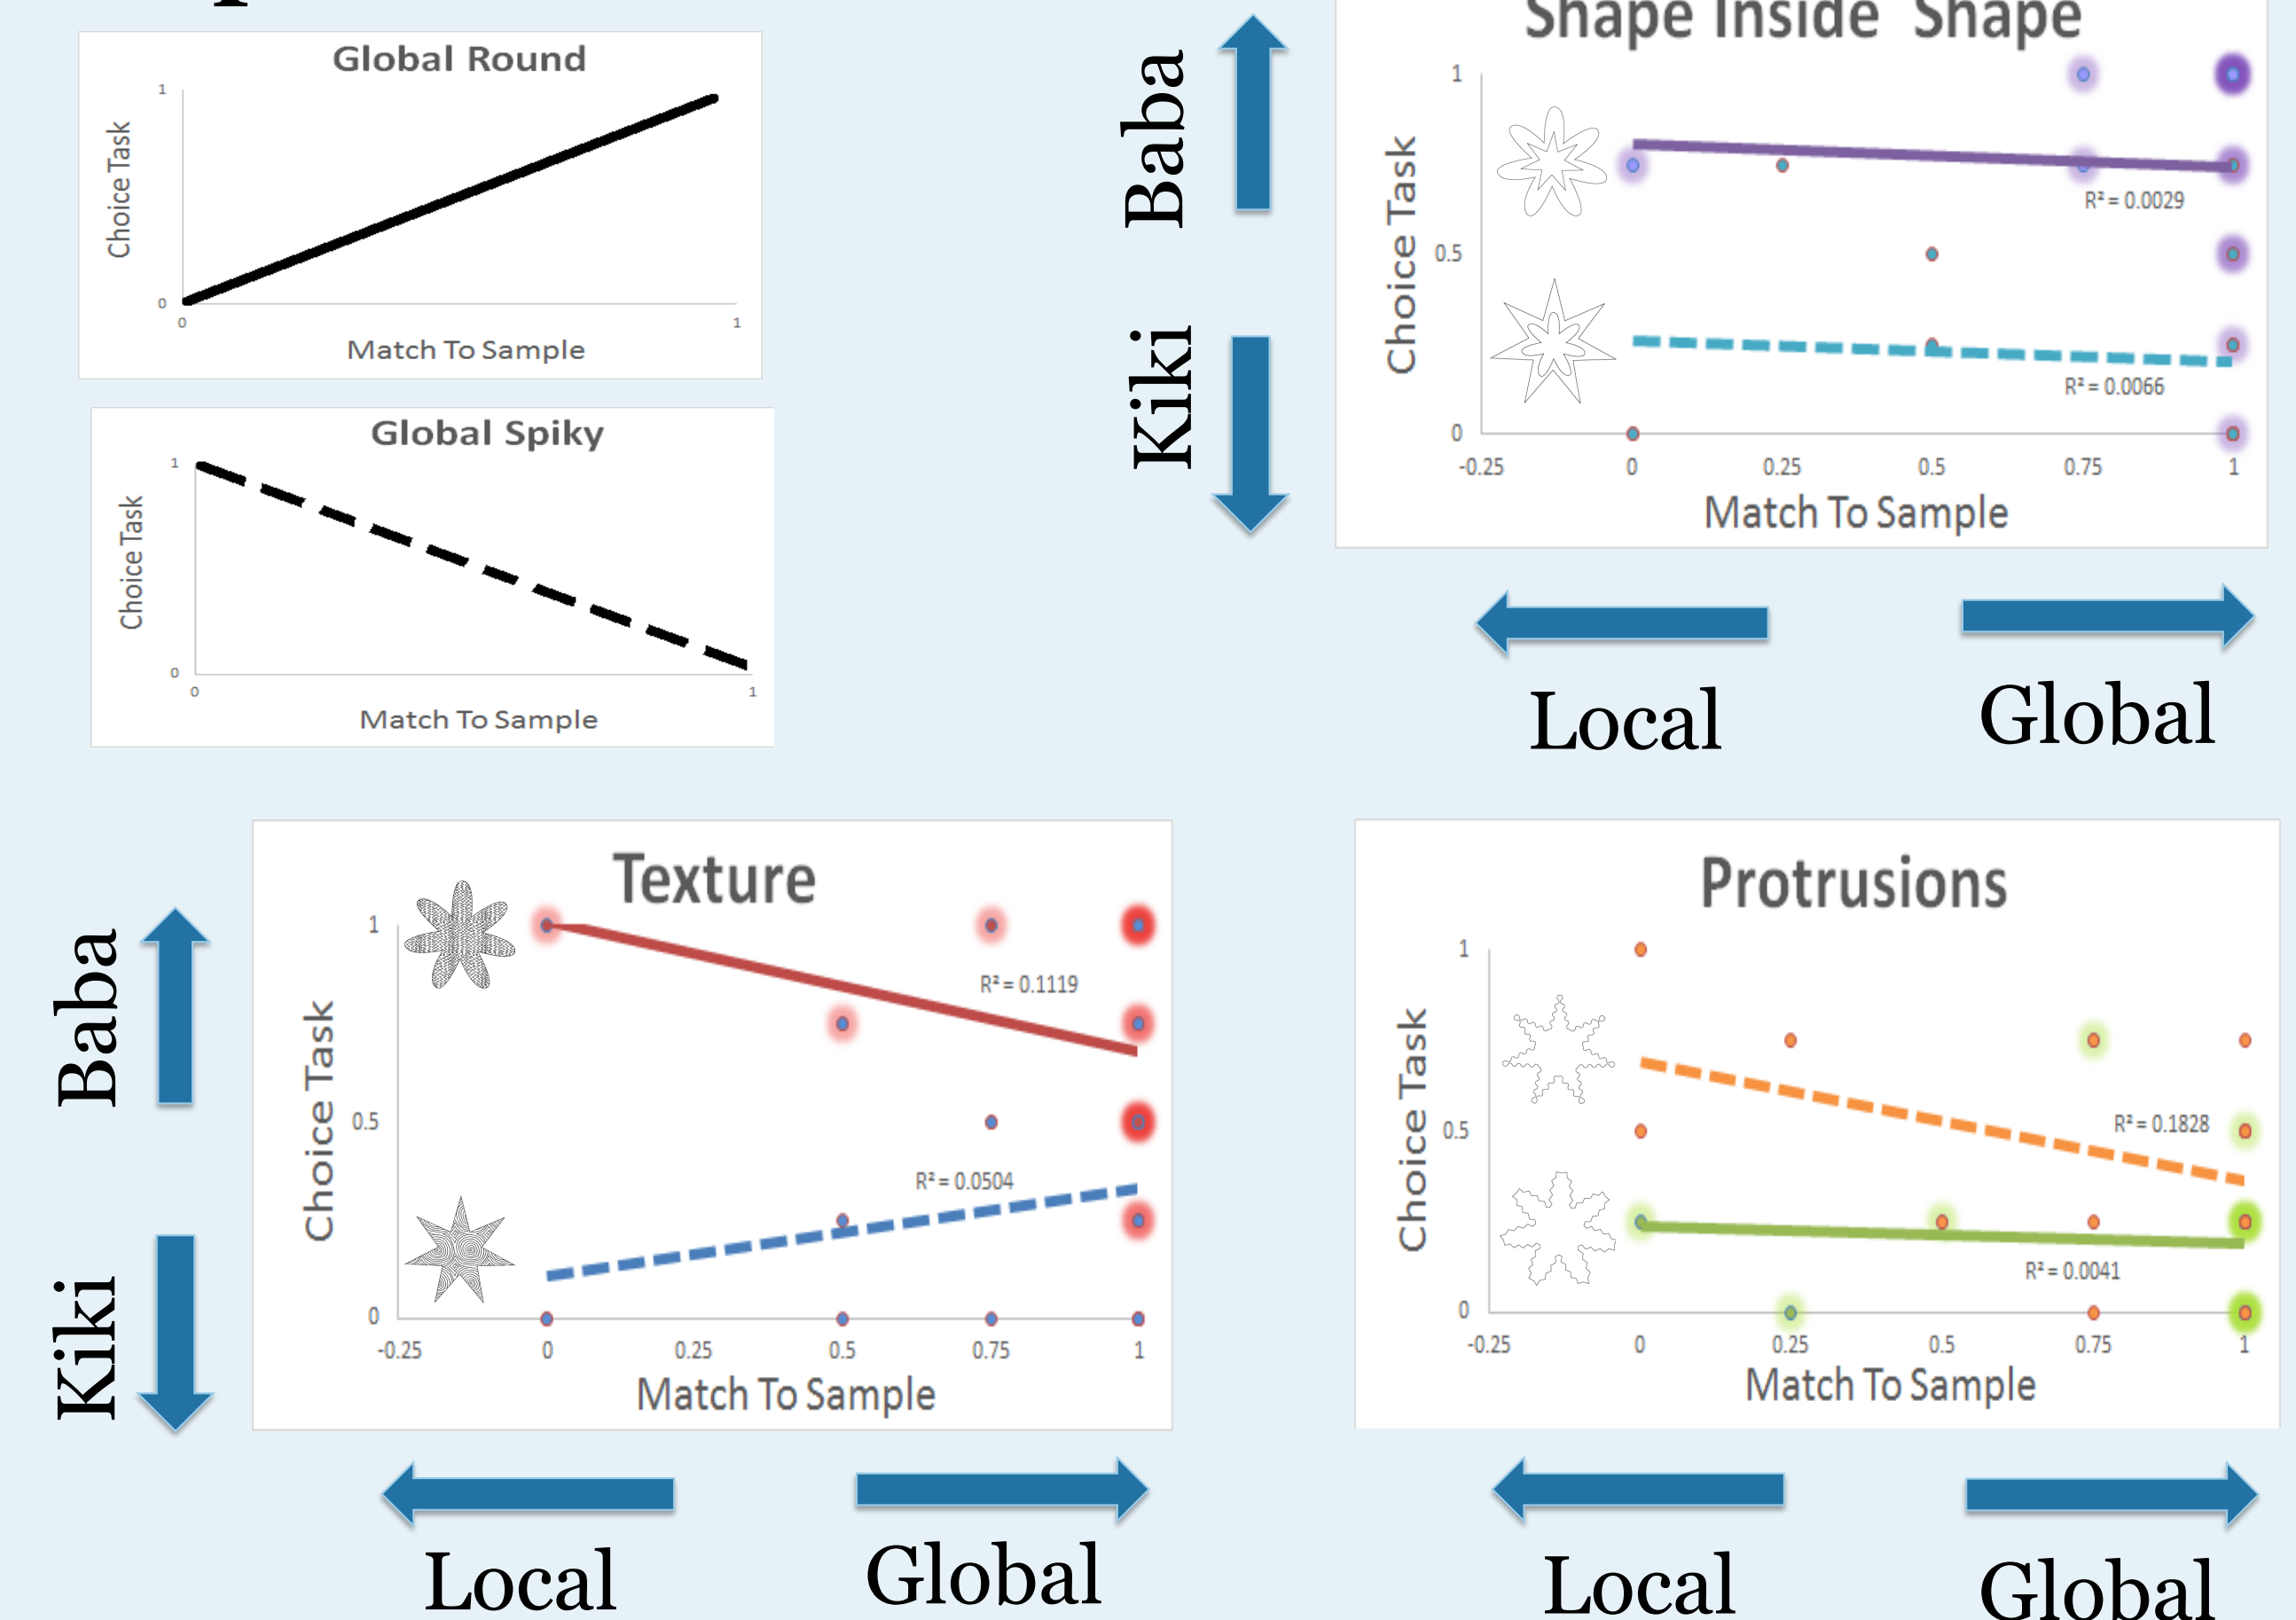 Global Round
1
Choice Task
0
0
1
Match To Sample
Global Spiky
1
Choice Task
0
0
1
Match To Sample
Baba
Kiki
Shape Inside Shape
1
Choice Task
0.5
0
R² = 0.0029
R² = 0.0066
-0.25 0 0.25 0.5 0.75 1
Match To Sample
Local
Global
Baba
Kiki
Texture
1
Choice Task
0.5
0
R² = 0.1119
R² = 0.0504
-0.25 0 0.25 0.5 0.75 1
Match To Sample
Local
Global
Protrusions
1
Choice Task
0.5
0
R² = 0.1828
R² = 0.0041
-0.25 0 0.25 0.5 0.75 1
Match To Sample
Local
Global